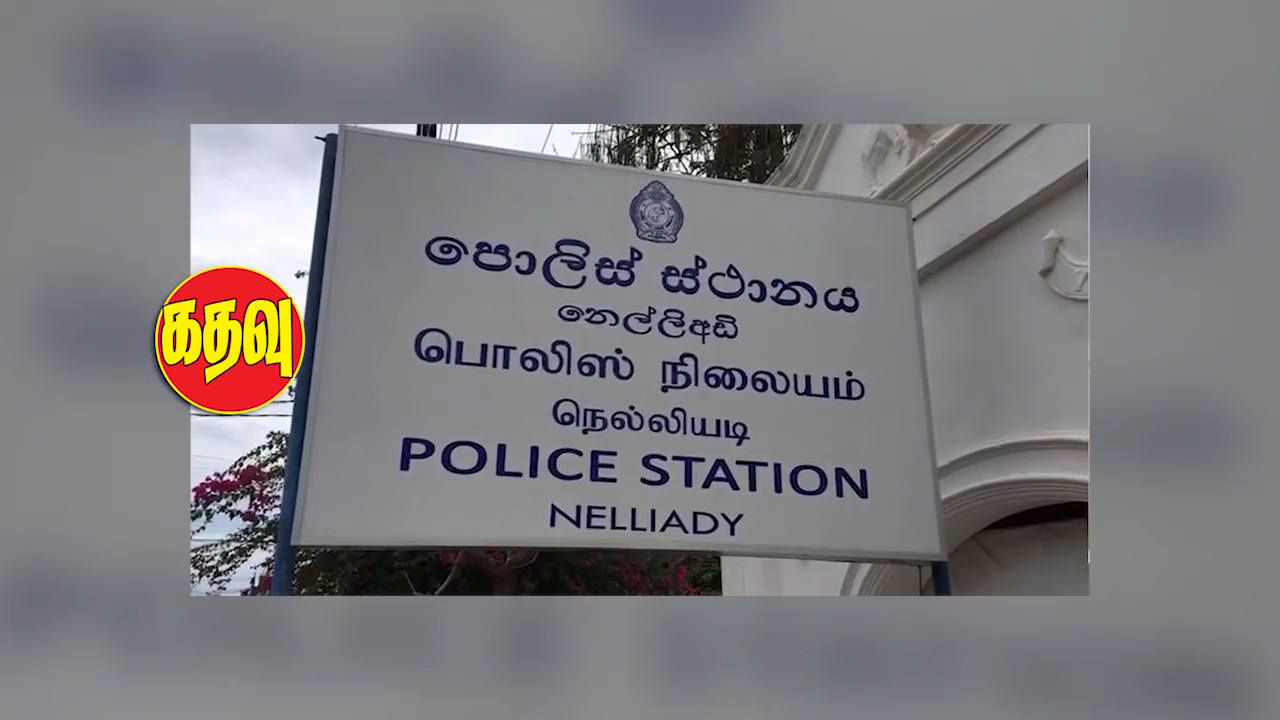 පොලිස් ස්ථානය
නෙල්ලිඅඩි
பொலிஸ் நிலையம்
நெல்லியடி
POLICE STATION
NELLIADY
கதவு